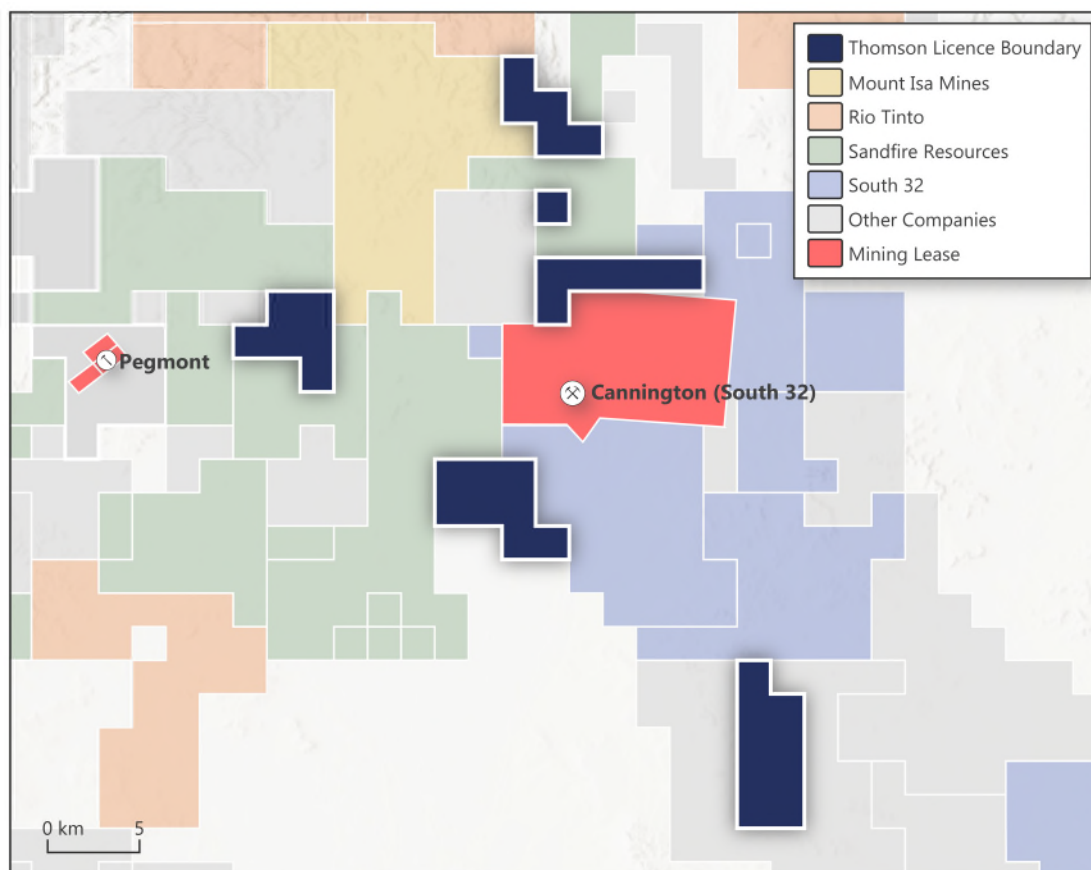 Thomson Licence Boundary
Mount Isa Mines
Rio Tinto
Sandfire Resources
South 32
Other Companies
Mining Lease
Pegmont
Cannington (South 32)
0 km 5